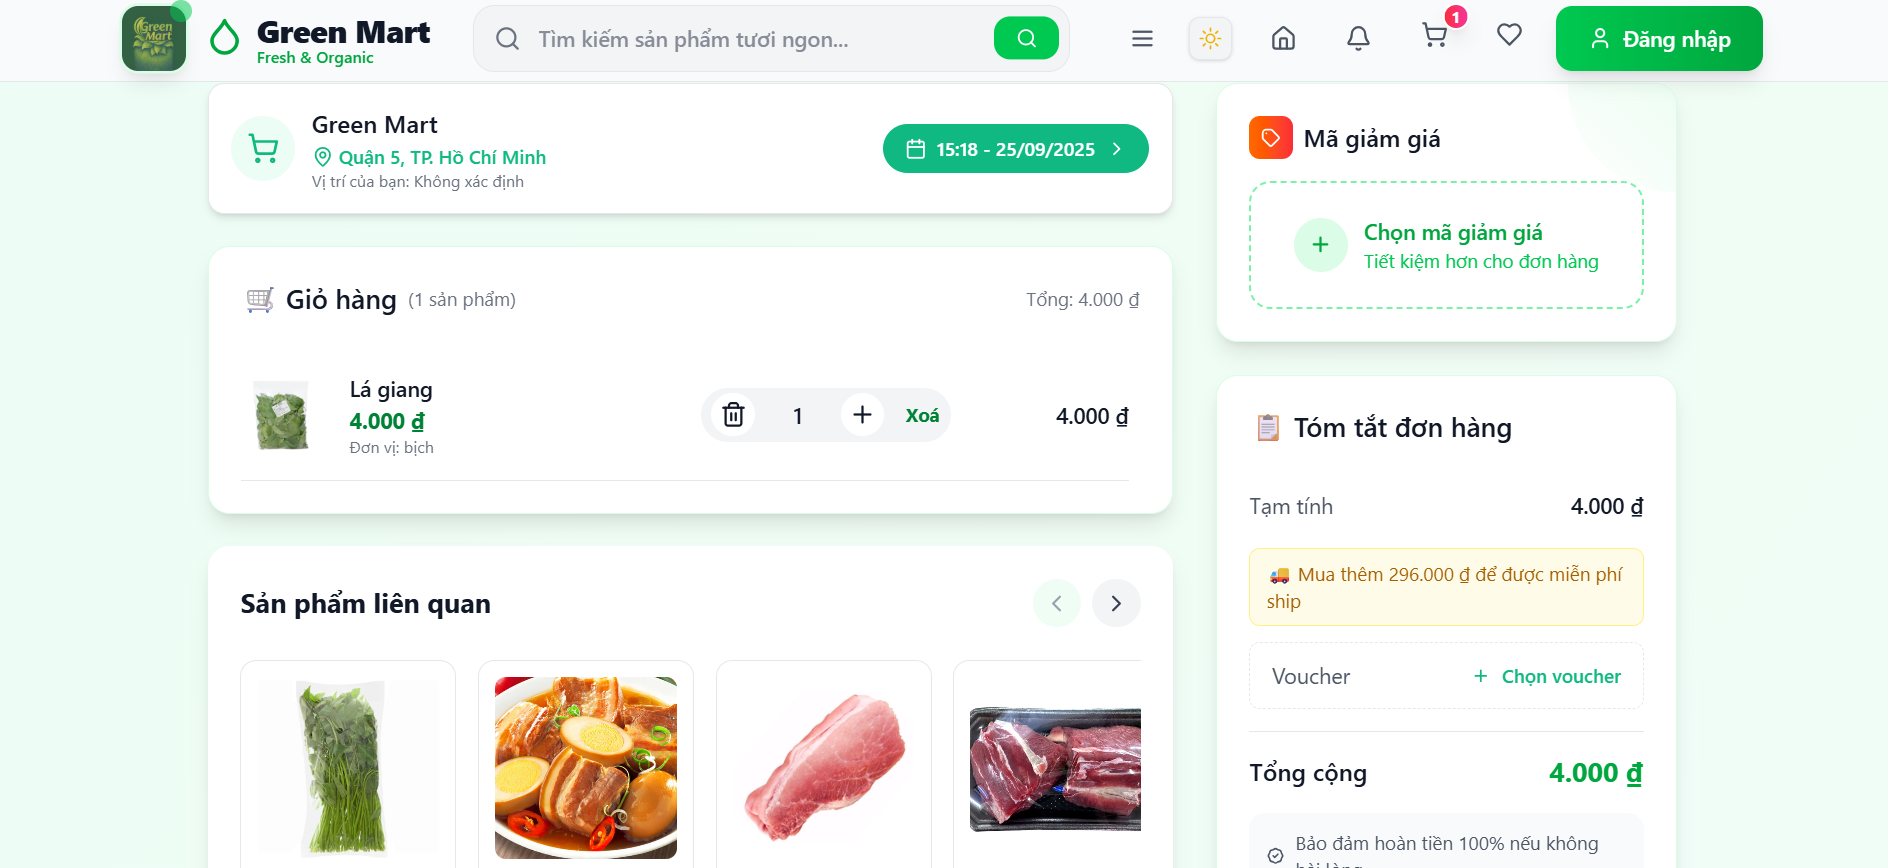 Green Mart
Green Mart
Fresh & Organic
Tìm kiếm sản phẩm tươi ngon...
1
Đăng nhập
Green Mart
Quận 5, TP. Hồ Chí Minh
Vị trí của bạn: Không xác định
15:18 - 25/09/2025
Giỏ hàng (1 sản phẩm)
Tổng: 4.000 ₫
Lá giang
4.000 ₫
Đơn vị: bịch
1
Xoá
4.000 ₫
Sản phẩm liên quan
Mã giảm giá
Chọn mã giảm giá
Tiết kiệm hơn cho đơn hàng
Tóm tắt đơn hàng
Tạm tính 4.000 ₫
Mua thêm 296.000 ₫ để được miễn phí
ship
Voucher
Chọn voucher
Tổng cộng 4.000 ₫
Bảo đảm hoàn tiền 100% nếu không